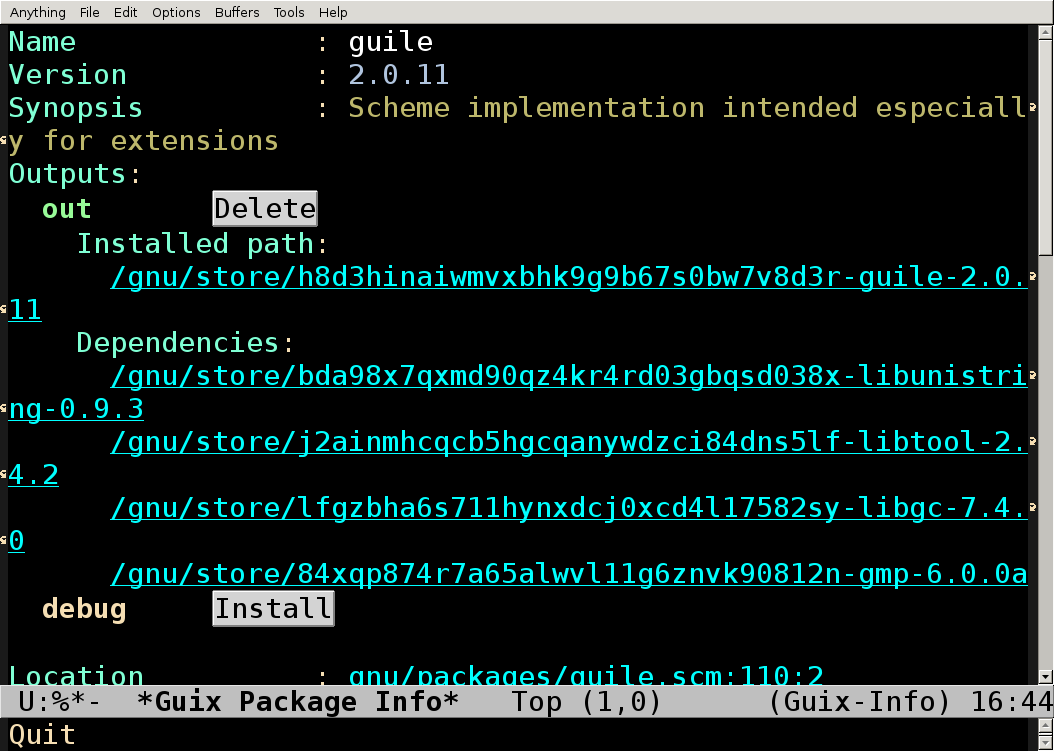 Anything File Edit Options Buffers Tools Help
Name : guile
Version : 2.0.11
Synopsis : Scheme implementation intended especiall
y for extensions
Outputs:
out Delete
Installed path:
/gnu/store/h8d3hinaiwmvxbhk9g9b67s0bw7v8d3r-guile-2.0.
11
Dependencies:
/gnu/store/bda98x7qxmd90qz4kr4rd03gbqsd038x-libunistri
ng-0.9.3
/gnu/store/j2ainmhcqcb5hgcqanywdzci84dns5lf-libtool-2.
4.2
/gnu/store/lfgzbha6s711hynxdcj0xcd4l17582sy-libgc-7.4.
0
/gnu/store/84xqp874r7a65alwvl11g6znvk90812n-gmp-6.0.0a
debug Install
Location : gnu/packages/guile.scm:110:2
U:%*- *Guix Package Info* Top (1,0) (Guix-Info) 16:44
Quit